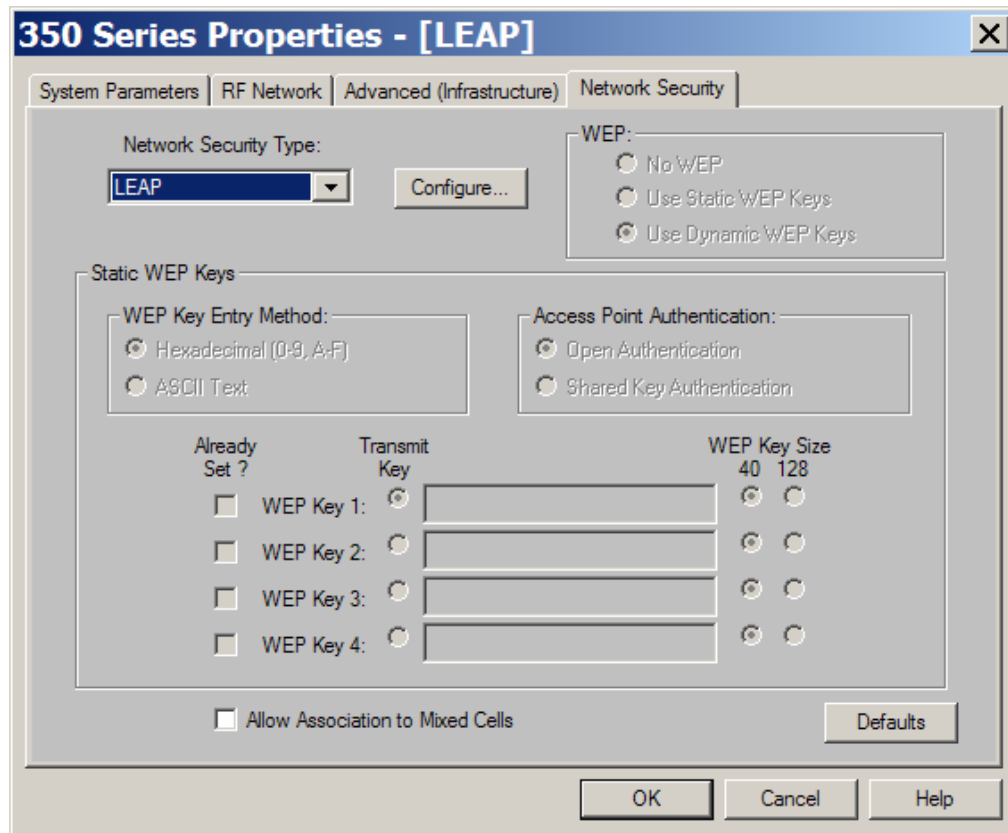 350 Series Properties - [LEAP]
System Parameters
RF Network
Advanced (Infrastructure)
Network Security
Network Security Type:
LEAP
Configure...
WEP:
No WEP
Use Static WEP Keys
Use Dynamic WEP Keys
Static WEP Keys
WEP Key Entry Method:
Hexadecimal (0-9, A-F)
ASCII Text
Access Point Authentication:
Open Authentication
Shared Key Authentication
Already
Set ?
Transmit
Key
WEP Key Size
40 128
WEP Key 1:
WEP Key 2:
WEP Key 3:
WEP Key 4:
Allow Association to Mixed Cells
Defaults
OK
Cancel
Help